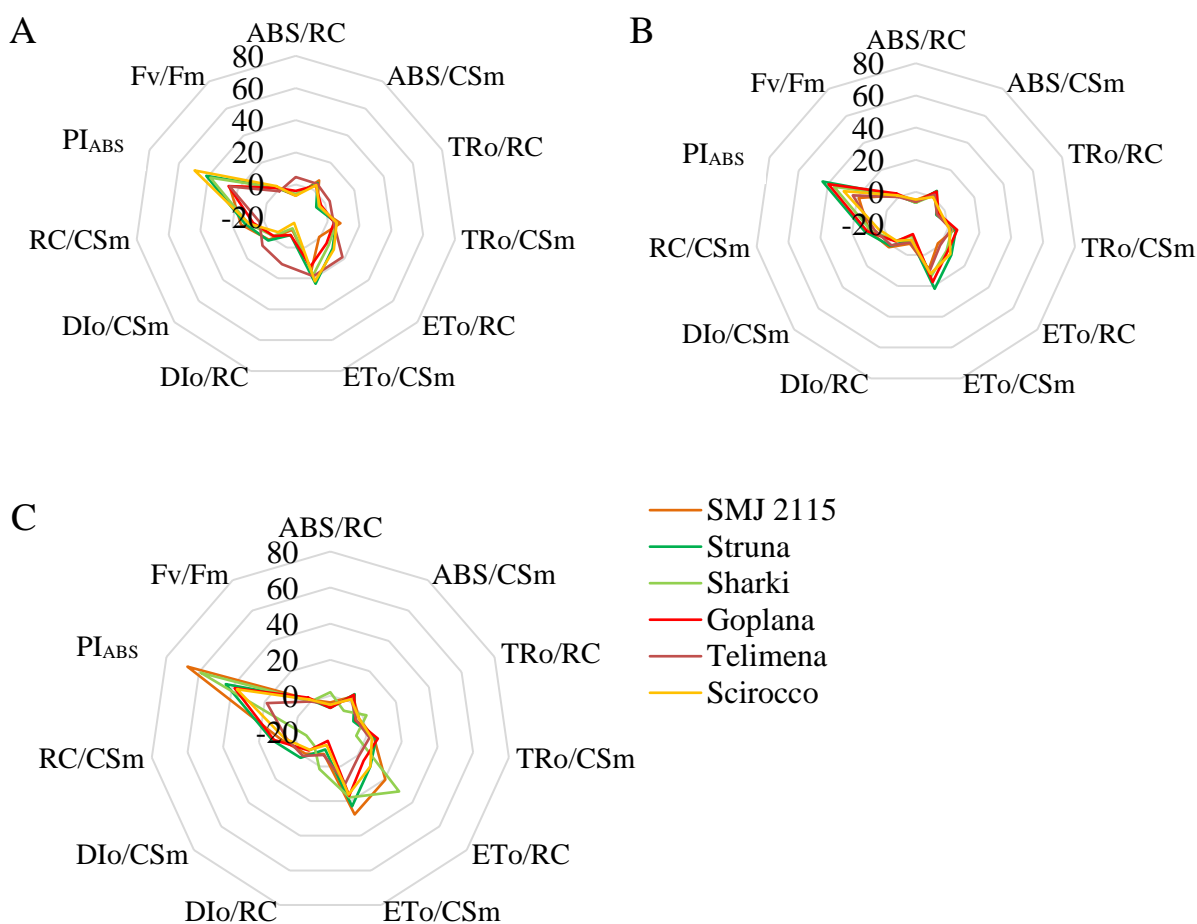 A
ABS/RC
ABS/CSm
TRo/RC
TRo/CSm
ETo/RC
ETo/CSm
DIo/RC
DIo/CSm
RC/CSm
PIABS
Fv/Fm
80
60
40
20
0
-20
B
ABS/RC
ABS/CSm
TRo/RC
TRo/CSm
ETo/RC
ETo/CSm
DIo/RC
DIo/CSm
RC/CSm
PIABS
Fv/Fm
80
60
40
20
0
-20
C
ABS/RC
ABS/CSm
TRo/RC
TRo/CSm
ETo/RC
ETo/CSm
DIo/RC
DIo/CSm
RC/CSm
PIABS
Fv/Fm
80
60
40
20
0
-20
SMJ 2115
Struna
Sharki
Goplana
Telimena
Scirocco